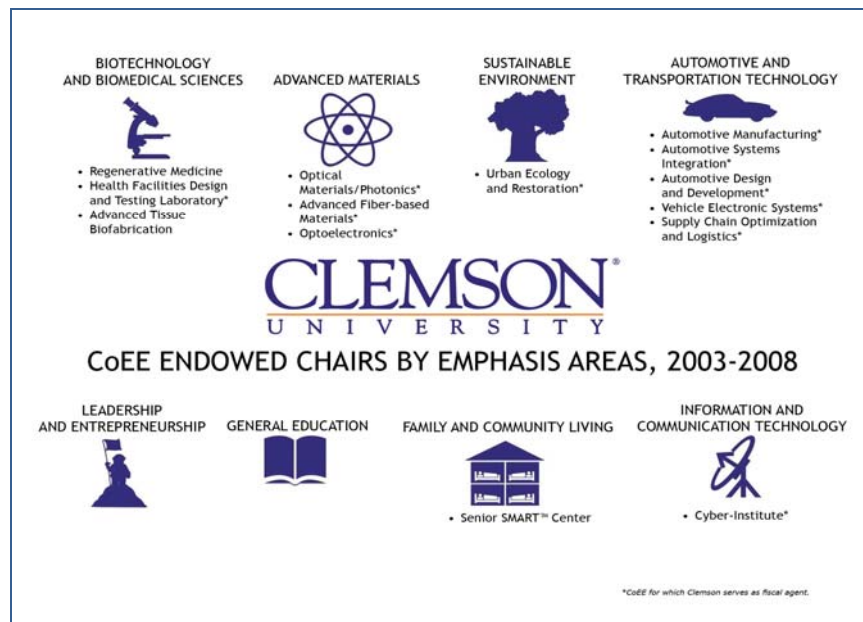 BIOTECHNOLOGY
AND BIOMEDICAL SCIENCES
• Regenerative Medicine
• Health Facilities Design
and Testing Laboratory*
• Advanced Tissue
Biofabrication
ADVANCED MATERIALS
• Optical
Materials/Photonics*
• Advanced Fiber-based
Materials*
• Optoelectronics*
SUSTAINABLE
ENVIRONMENT
• Urban Ecology
and Restoration*
AUTOMOTIVE AND
TRANSPORTATION TECHNOLOGY
• Automotive Manufacturing*
• Automotive Systems
Integration*
• Automotive Design
and Development*
• Vehicle Electronic Systems*
• Supply Chain Optimization
and Logistics*
CLEMSON®
UNIVERSITY
CoEE ENDOWED CHAIRS BY EMPHASIS AREAS, 2003-2008
LEADERSHIP
AND ENTREPRENEURSHIP
GENERAL EDUCATION
FAMILY AND COMMUNITY LIVING
• Senior SMART™ Center
INFORMATION AND
COMMUNICATION TECHNOLOGY
• Cyber-Institute*
*CoEE for which Clemson serves as fiscal agent.